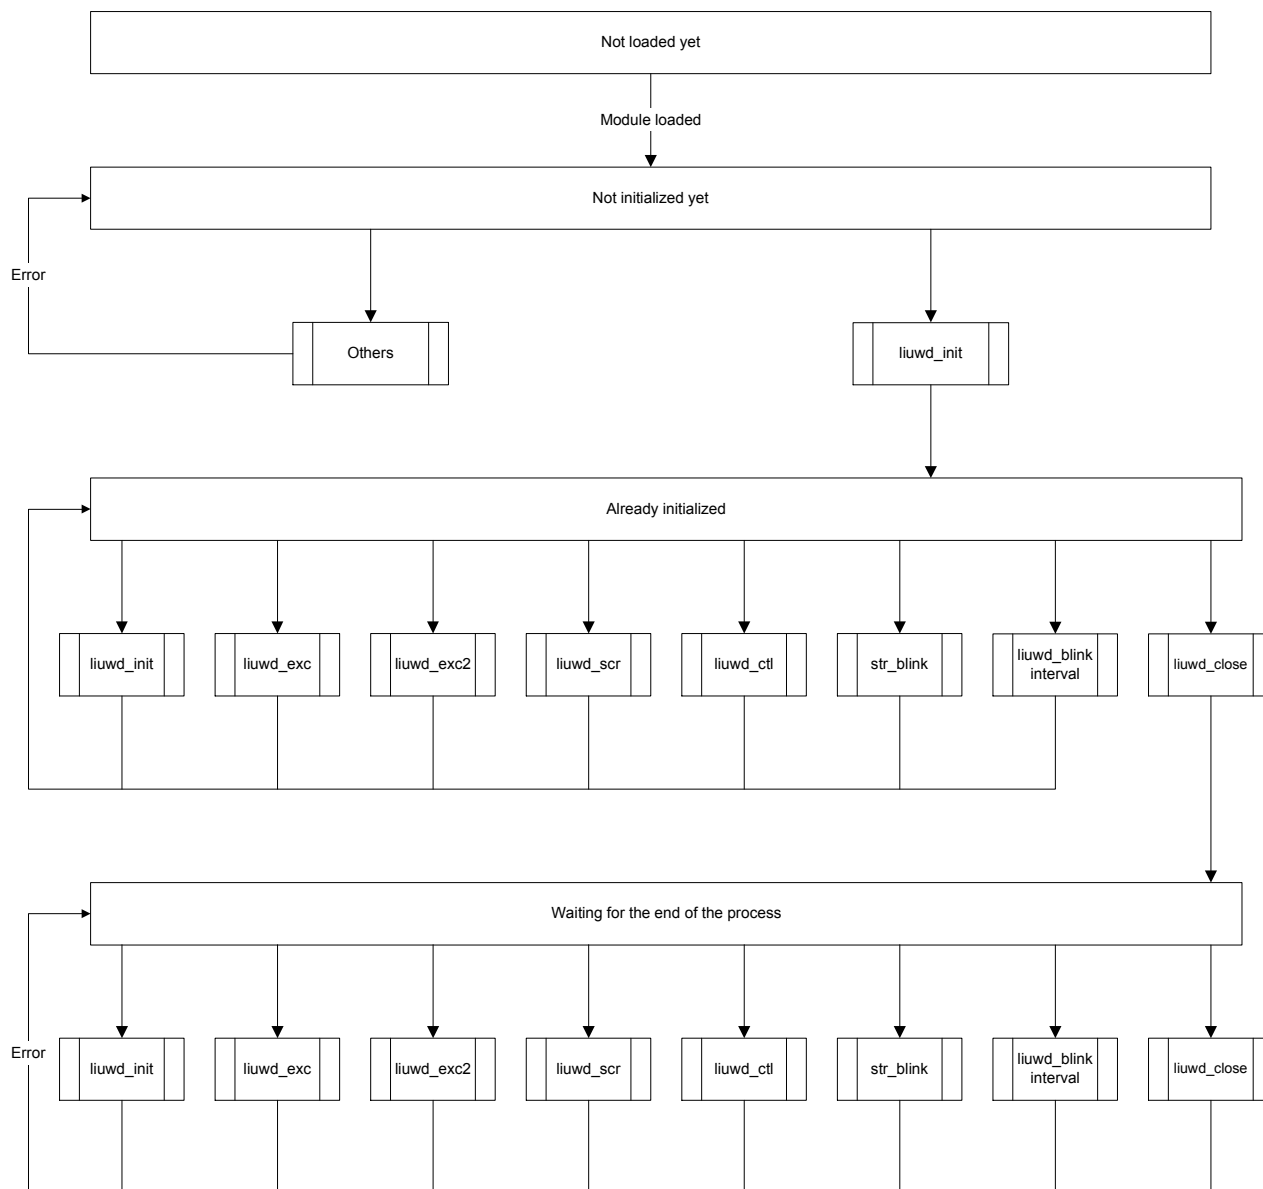 Not loaded yet
Module loaded
Not initialized yet
Error
Others
liuwd_init
Already initialized
liuwd_init
liuwd_exc
liuwd_exc2
liuwd_scr
liuwd_ctl
str_blink
liuwd_blink
interval
liuwd_close
Waiting for the end of the process
Error
liuwd_init
liuwd_exc
liuwd_exc2
liuwd_scr
liuwd_ctl
str_blink
liuwd_blink
interval
liuwd_close